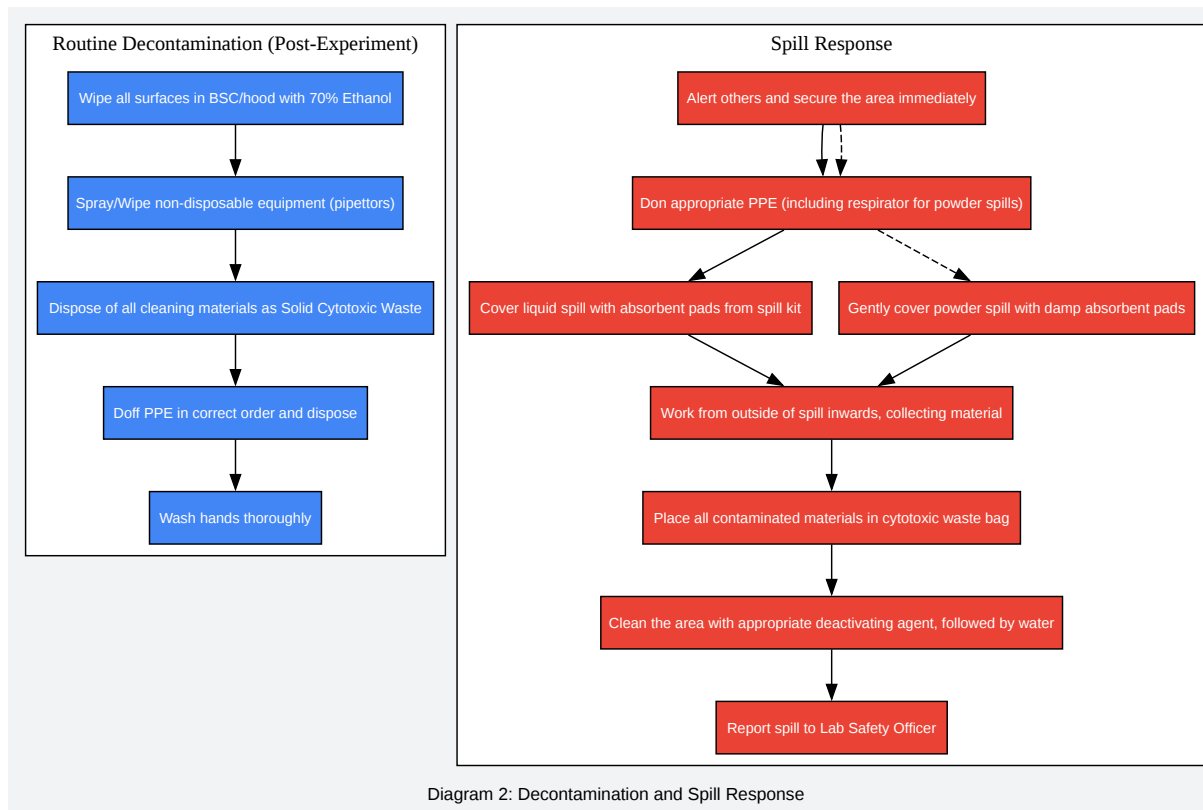 Routine Decontamination (Post-Experiment)
Wipe all surfaces in BSC/hood with 70% Ethanol
Spray/Wipe non-disposable equipment (pipettors)
Dispose of all cleaning materials as Solid Cytotoxic Waste
Doff PPE in correct order and dispose
Wash hands thoroughly
Spill Response
Alert others and secure the area immediately
Don appropriate PPE (including respirator for powder spills)
Cover liquid spill with absorbent pads from spill kit
Gently cover powder spill with damp absorbent pads
Work from outside of spill inwards, collecting material
Place all contaminated materials in cytotoxic waste bag
Clean the area with appropriate deactivating agent, followed by water
Report spill to Lab Safety Officer
Diagram 2: Decontamination and Spill Response